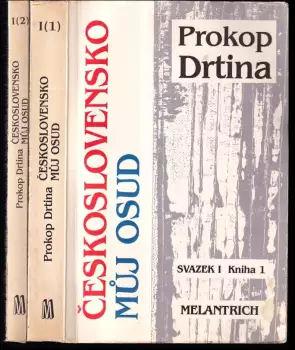 I(2)
Prokop Drtina ČESKOSLOVENSKO
MŮJ OSUD
M
I(1)
Prokop Drtina ČESKOSLOVENSKO
MŮJ OSUD
M
ČESKOSLOVENSKO
MŮJ OSUD
Prokop
Drtina
SVAZEK I Kniha 1
MELANTRICH